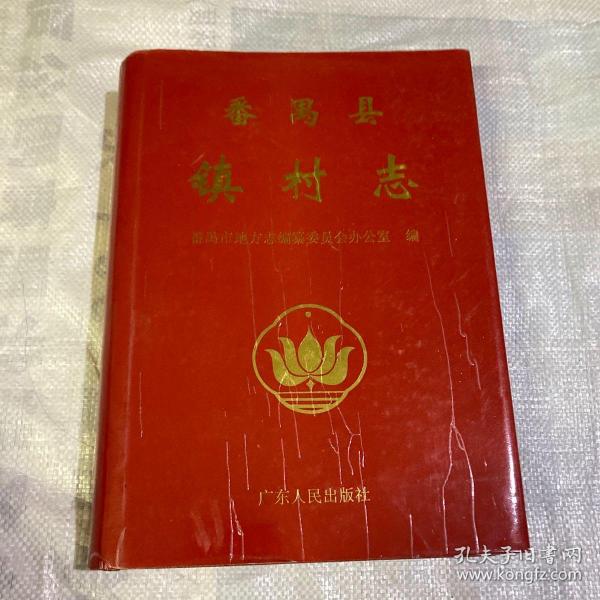 番禺县
镇村志
番禺市地方志编纂委员会办公室 编
广东人民出版社
孔夫子旧书网
www.kongfz.com